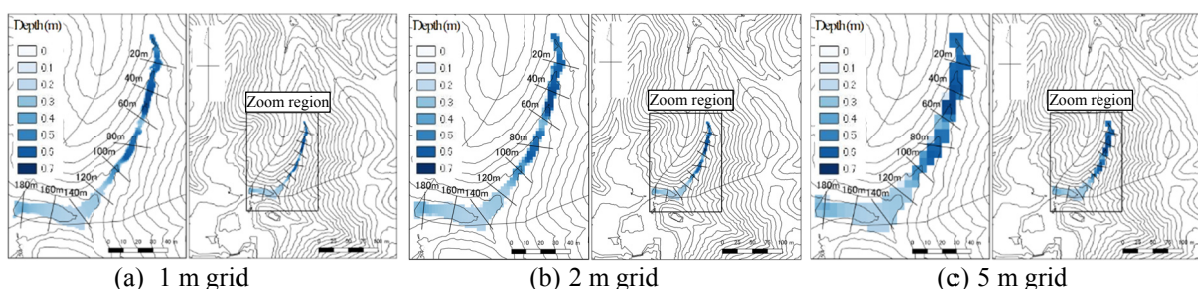 Depth(m)
0
0.1
0.2
0.3
0.4
0.5
0.6
0.7
20m
40m
60m
80m
100m
120m
140m
160m
180m
Zoom region
(a) 1 m grid
Depth(m)
0
0.1
0.2
0.3
0.4
0.5
0.6
0.7
20m
40m
60m
80m
100m
120m
140m
160m
180m
Zoom region
(b) 2 m grid
Depth(m)
0
0.1
0.2
0.3
0.4
0.5
0.6
0.7
20m
40m
60m
80m
100m
120m
140m
160m
180m
Zoom region
(c) 5 m grid